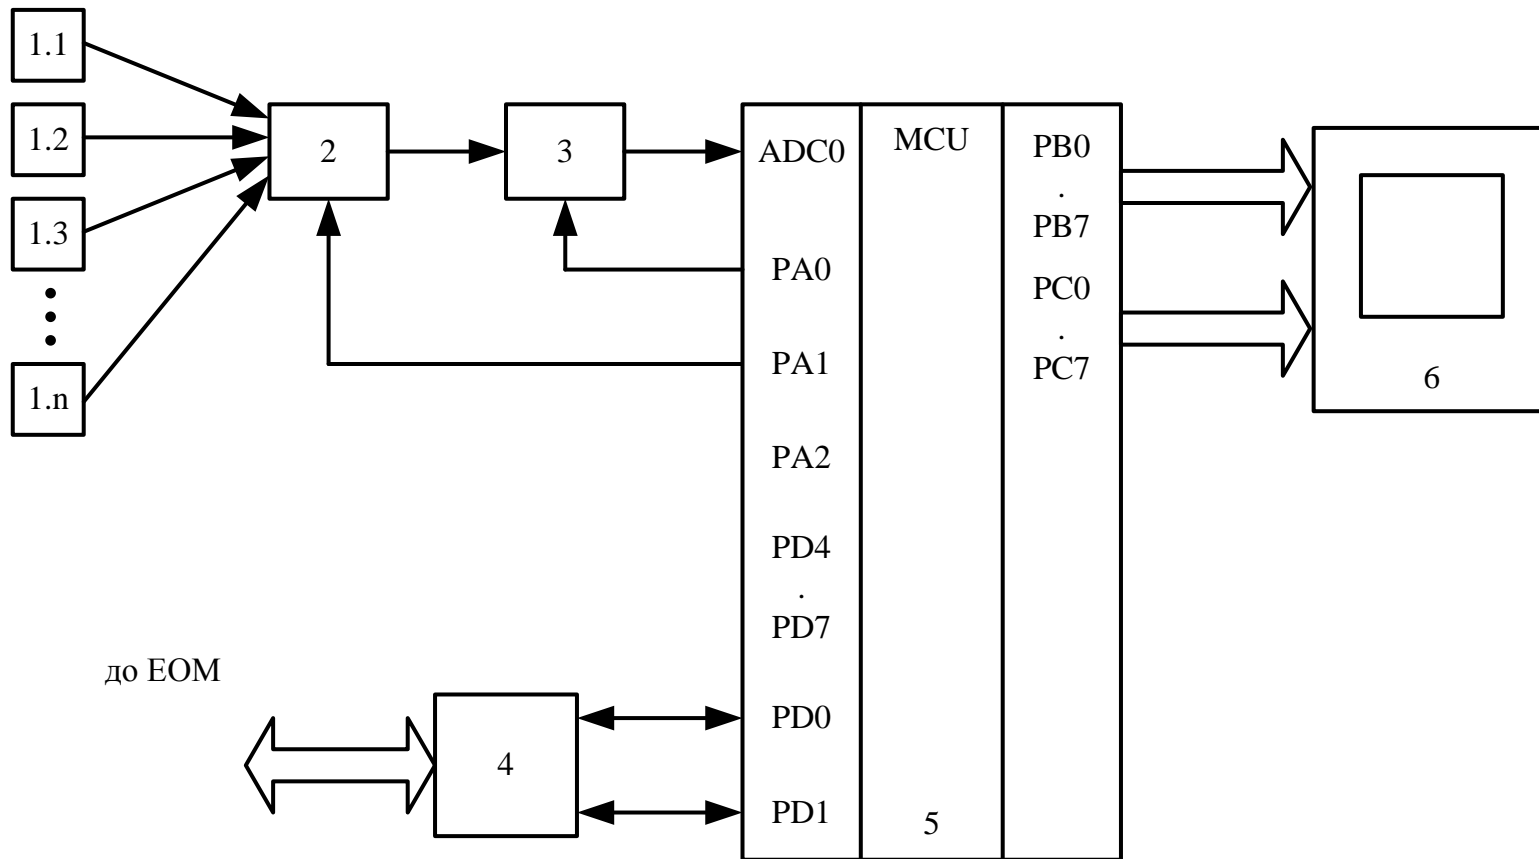 1.1
1.2
1.3
1.n
2
3
ADC0
PA0
PA1
PA2
PD4
.
PD7
PD0
PD1
MCU
5
PB0
.
PB7
PC0
.
PC7
6
до ЕОМ
4